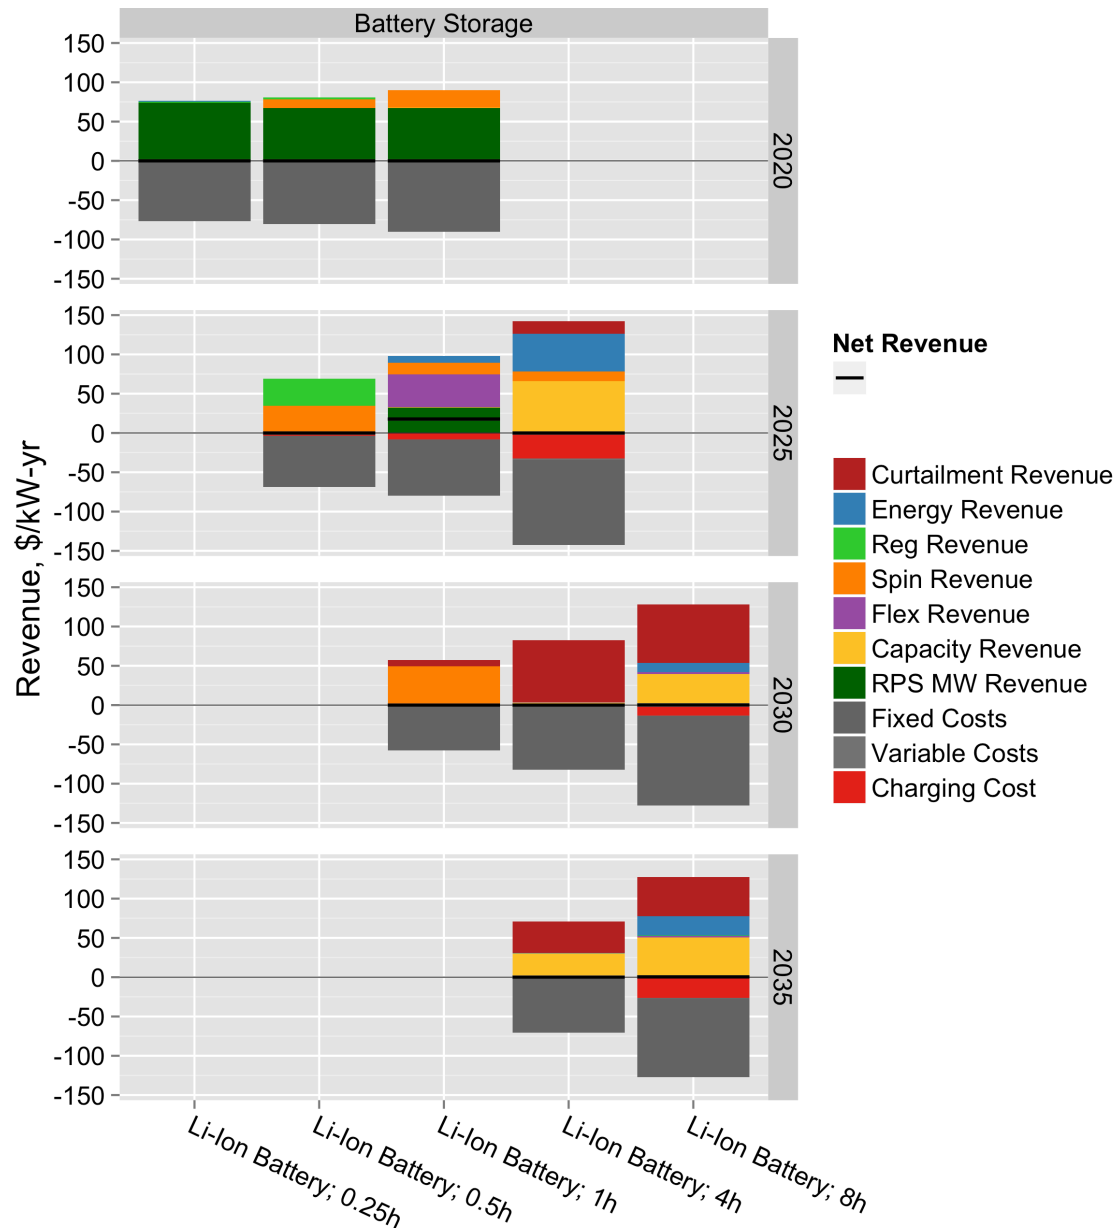 Battery Storage
150
100
50
0
-50
-100
-150
2020
150
100
50
0
-50
-100
-150
2025
150
100
50
0
-50
-100
-150
2030
150
100
50
0
-50
-100
-150
2035
Revenue, $/kW-yr
Li-Ion Battery; 0.25h
Li-Ion Battery; 0.5h
Li-Ion Battery; 1h
Li-Ion Battery; 4h
Li-Ion Battery; 8h
Net Revenue
Curtailment Revenue
Energy Revenue
Reg Revenue
Spin Revenue
Flex Revenue
Capacity Revenue
RPS MW Revenue
Fixed Costs
Variable Costs
Charging Cost